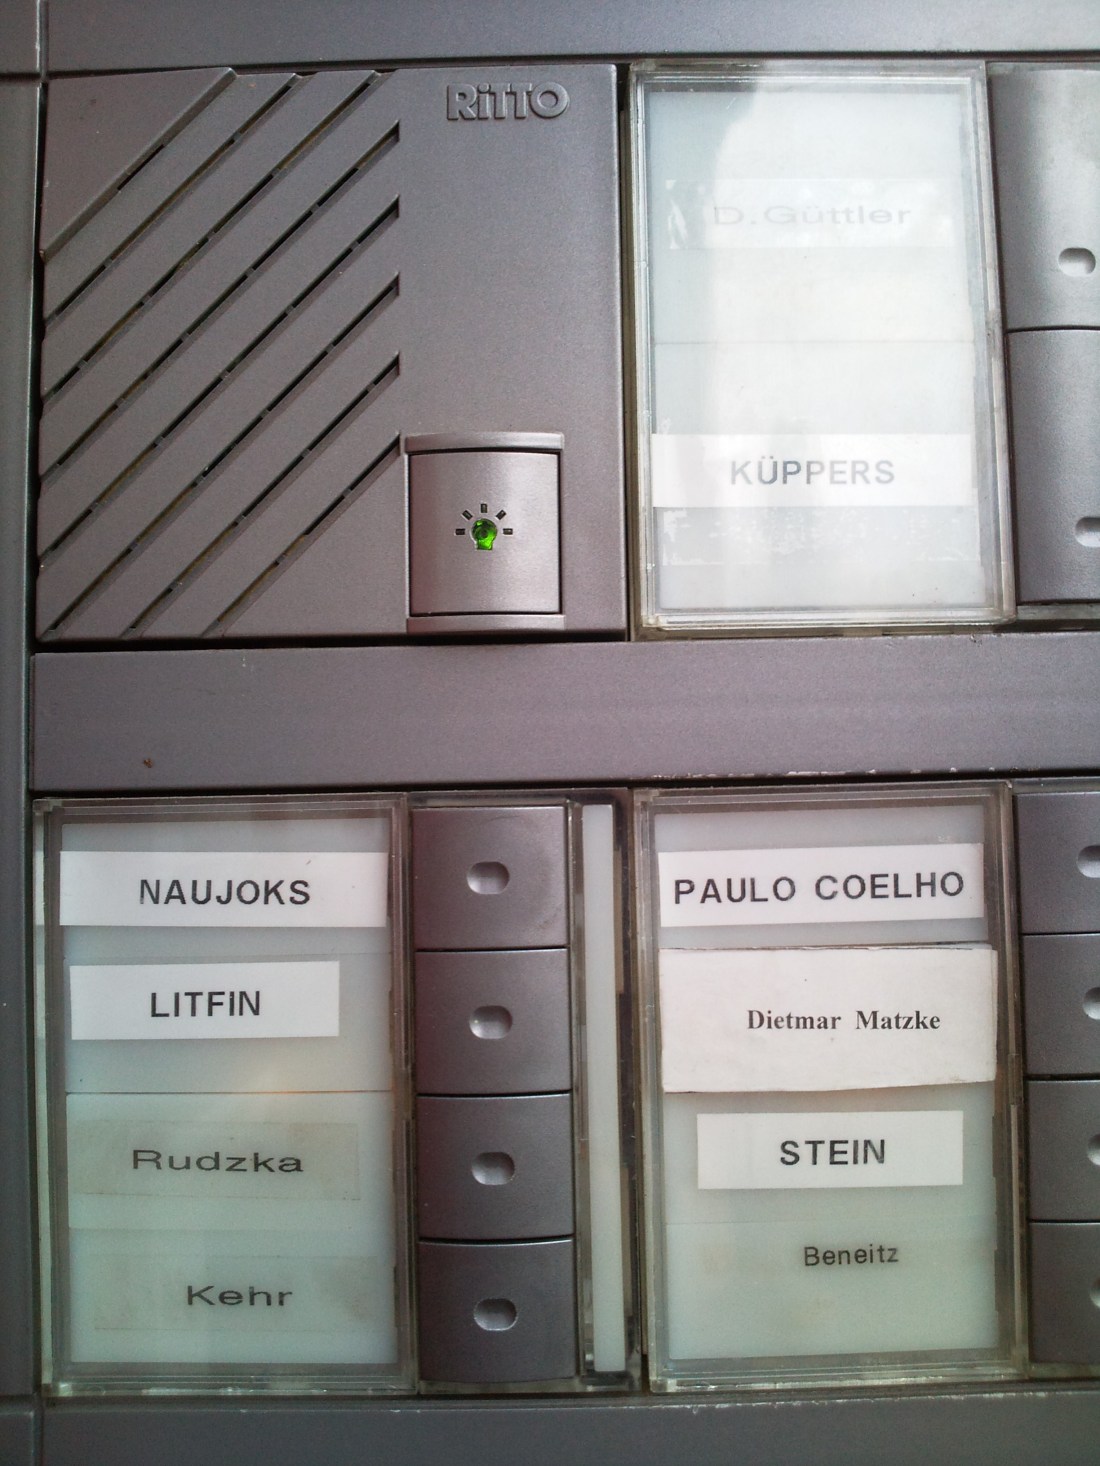 RiTTO
D.Güttler
KÜPPERS
NAUJOKS
LITFIN
Rudzka
Kehr
PAULO COELHO
Dietmar Matzke
STEIN
Beneitz